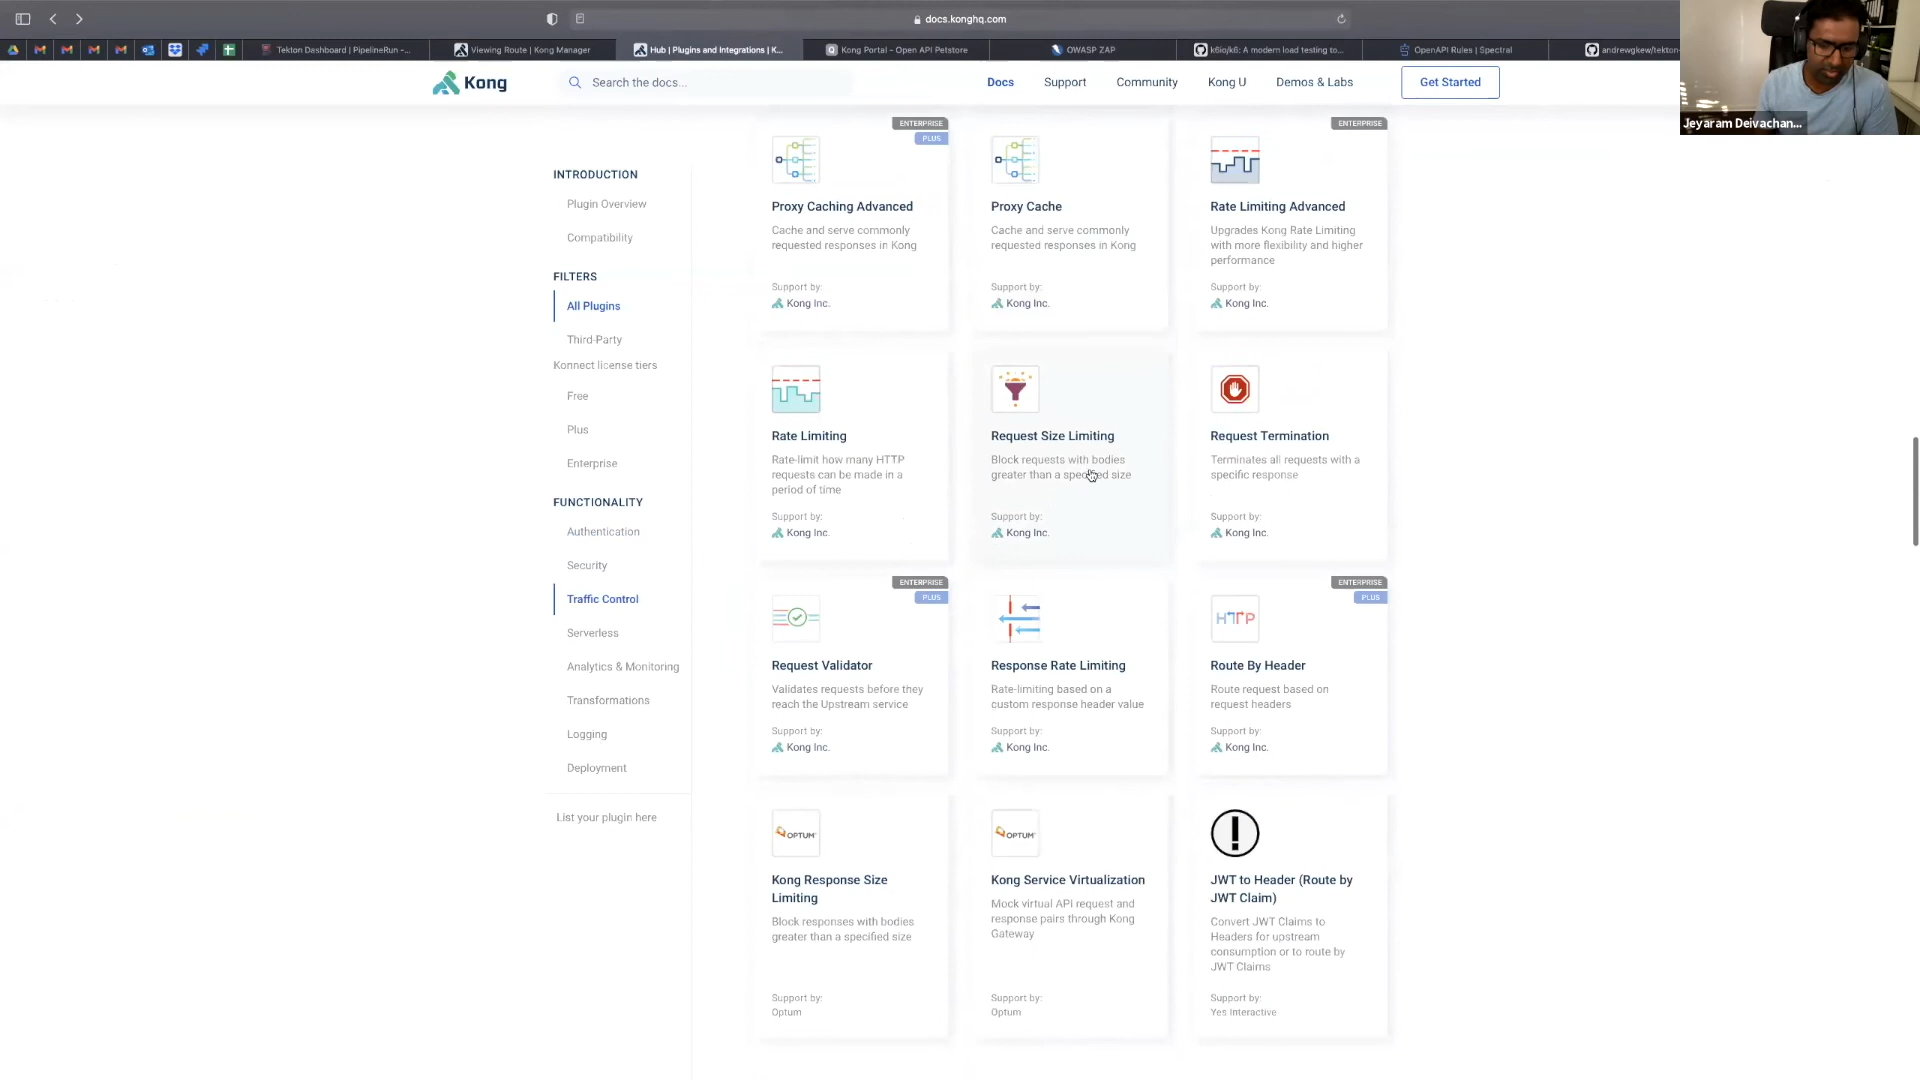 docs.konghq.com
Tekton Dashboard | PipelineRun -...
Viewing Route | Kong Manager
Hub | Plugins and Integrations | K...
Kong Portal - Open API Petstore
OWASP ZAP
k6io/k6: A modern load testing to...
OpenAPI Rules | Spectral
andrewgkew/tekton-
Kong
Search the docs...
Docs
Support
Community
Kong U
Demos & Labs
Get Started
Jeyaram Deivachan...
INTRODUCTION
Plugin Overview
Compatibility
FILTERS
All Plugins
Third-Party
Konnect license tiers
Free
Plus
Enterprise
FUNCTIONALITY
Authentication
Security
Traffic Control
Serverless
Analytics & Monitoring
Transformations
Logging
Deployment
List your plugin here
ENTERPRISE
PLUS
Proxy Caching Advanced
Cache and serve commonly
requested responses in Kong
Support by:
Kong Inc.
Proxy Cache
Cache and serve commonly
requested responses in Kong
Support by:
Kong Inc.
ENTERPRISE
Rate Limiting Advanced
Upgrades Kong Rate Limiting
with more flexibility and higher
performance
Support by:
Kong Inc.
Rate Limiting
Rate-limit how many HTTP
requests can be made in a
period of time
Support by:
Kong Inc.
Request Size Limiting
Block requests with bodies
greater than a specified size
Support by:
Kong Inc.
Request Termination
Terminates all requests with a
specific response
Support by:
Kong Inc.
ENTERPRISE
PLUS
Request Validator
Validates requests before they
reach the Upstream service
Support by:
Kong Inc.
Response Rate Limiting
Rate-limiting based on a
custom response header value
Support by:
Kong Inc.
ENTERPRISE
PLUS
HTTP
Route By Header
Route request based on
request headers
Support by:
Kong Inc.
OPTUM
Kong Response Size
Limiting
Block responses with bodies
greater than a specified size
Support by:
Optum
OPTUM
Kong Service Virtualization
Mock virtual API request and
response pairs through Kong
Gateway
Support by:
Optum
JWT to Header (Route by
JWT Claim)
Convert JWT Claims to
Headers for upstream
consumption or to route by
JWT Claims
Support by:
Yes Interactive